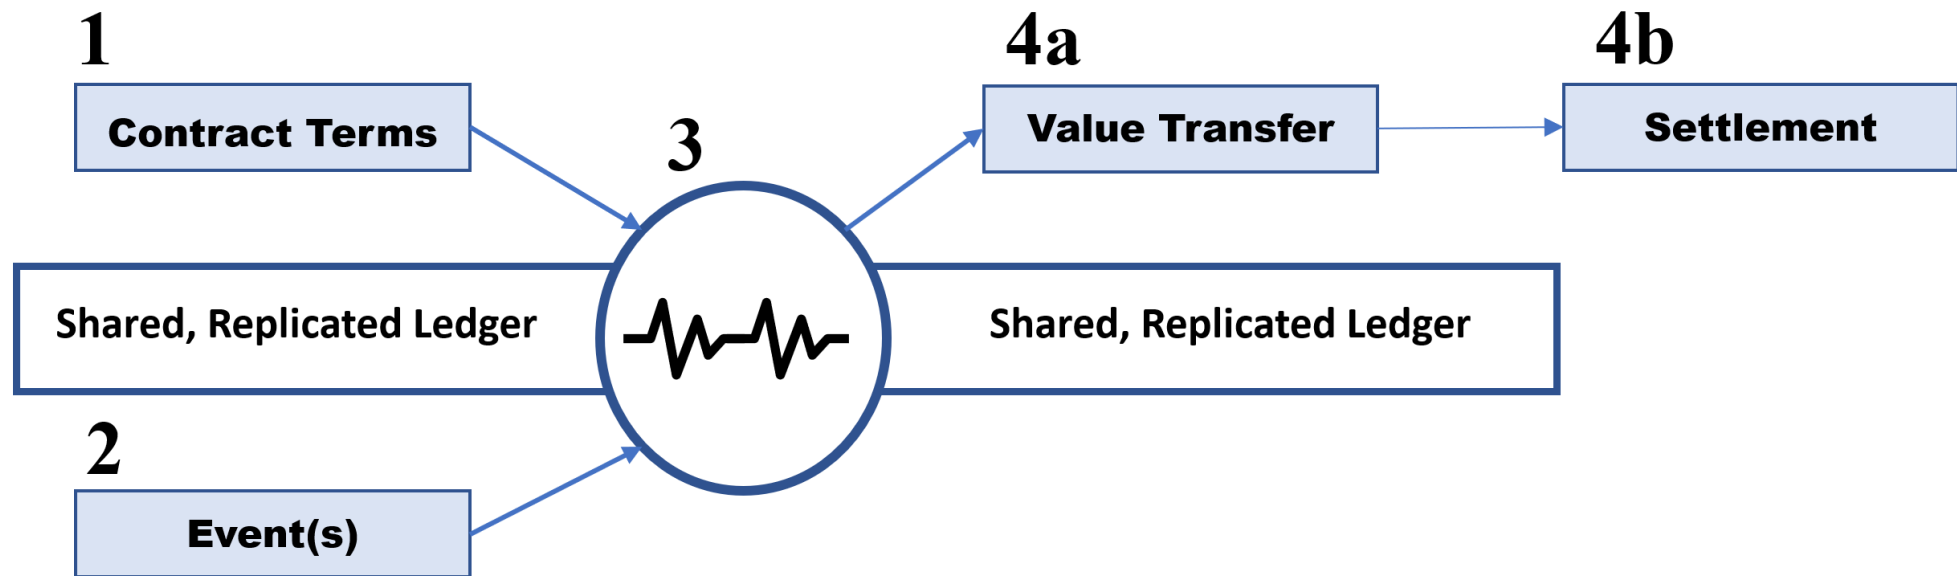 1
Contract Terms
2
Event(s)
3
Shared, Replicated Ledger
Shared, Replicated Ledger
4a
Value Transfer
4b
Settlement